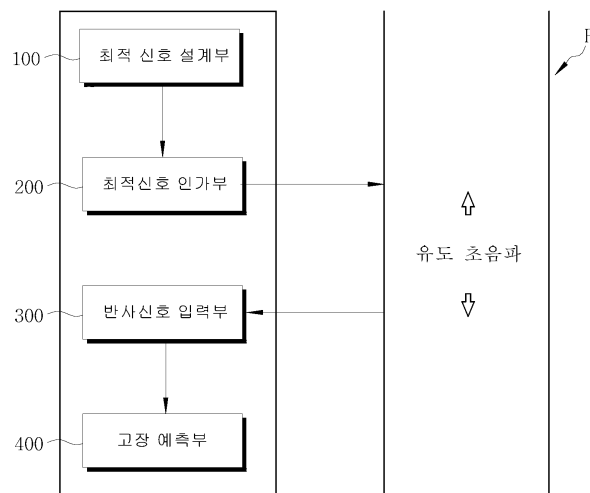 100
최적 신호 설계부
200
최적신호 인가부
유도 초음파
300
반사신호 입력부
400
고장 예측부